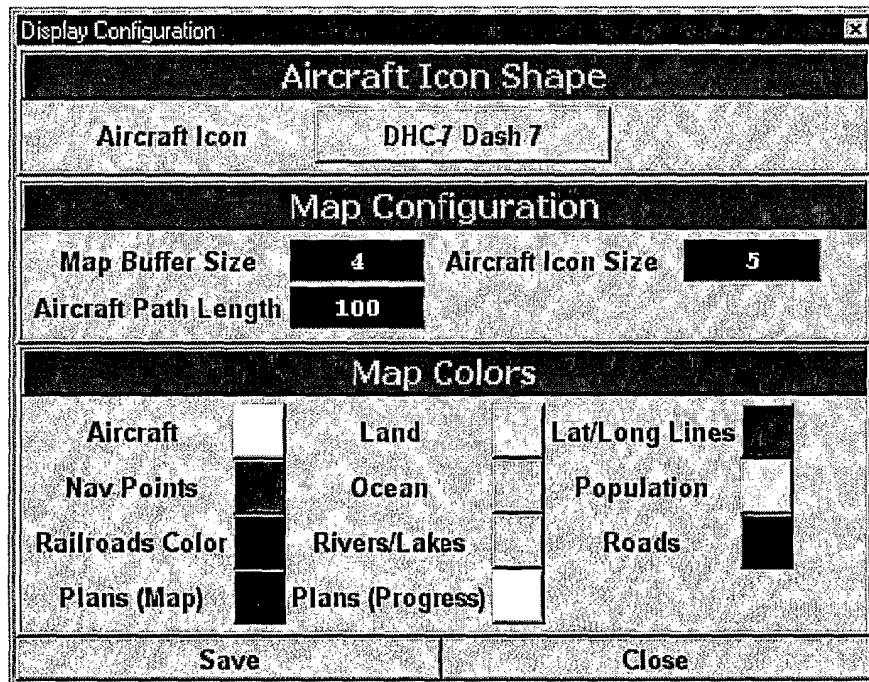 Display Configuration
Aircraft Icon Shape
Aircraft Icon DHC-7 Dash 7
Map Configuration
Map Buffer Size 4 Aircraft Icon Size 5
Aircraft Path Length 100
Map Colors
Aircraft Land Lat/Long Lines
Nav Points Ocean Population
Railroads Color Rivers/Lakes Roads
Plans (Map) Plans (Progress)
Save Close